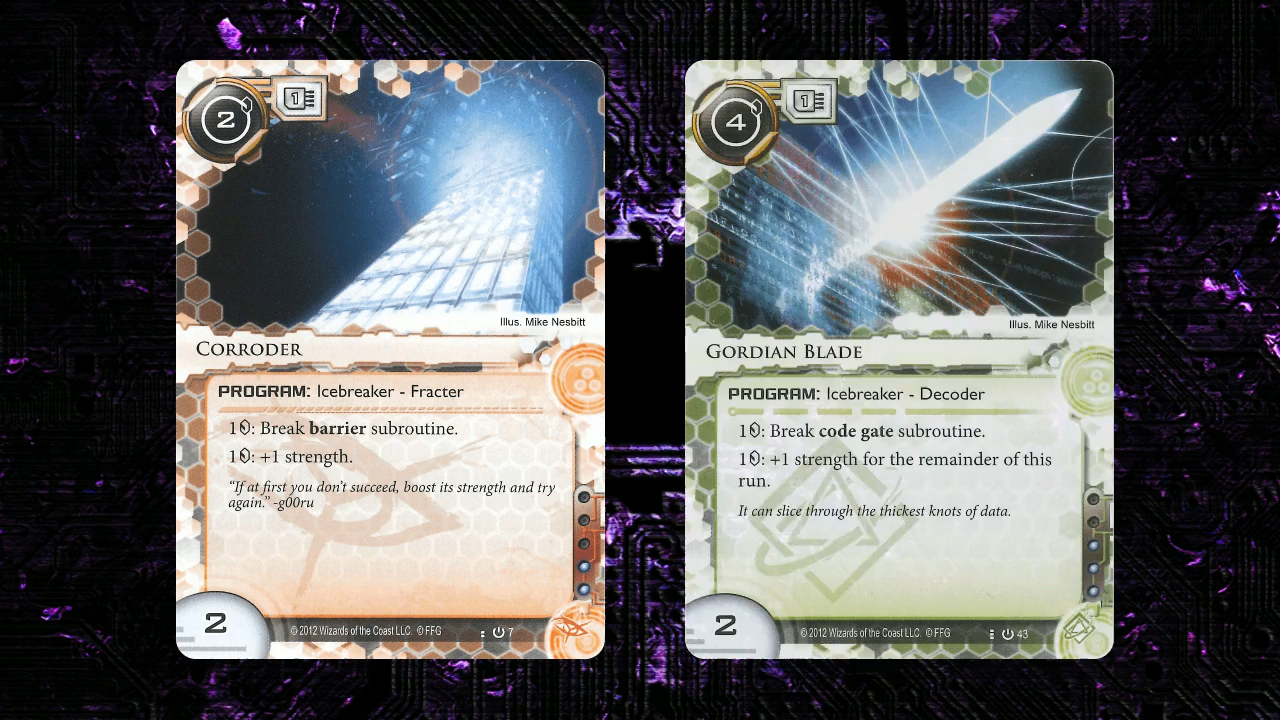 2
1
Illus. Mike Nesbitt
CORRODER
PROGRAM: Icebreaker - Fracter
1: Break barrier subroutine.
1: +1 strength.
“If at first you don’t succeed, boost its strength and try
again.” -g00ru
2
© 2012 Wizards of the Coast LLC. © FFG
7
4
1
Illus. Mike Nesbitt
GORDIAN BLADE
PROGRAM: Icebreaker - Decoder
1: Break code gate subroutine.
1: +1 strength for the remainder of this
run.
It can slice through the thickest knots of data.
2
© 2012 Wizards of the Coast LLC. © FFG
43